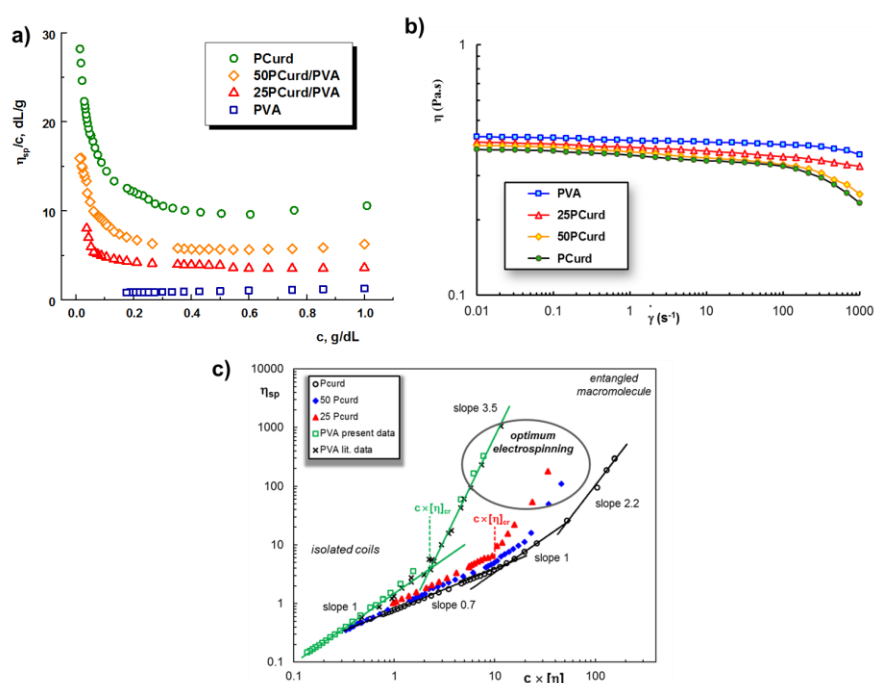 a)
ηsp/c, dL/g
30
20
10
0
0.0 0.2 0.4 0.6 0.8 1.0
c, g/dL
PCurd
50PCurd/PVA
25PCurd/PVA
PVA
b)
η (Pa.s)
1
0.1
0.01 0.1 1 10 100 1000
γ̇ (s⁻¹)
PVA
25PCurd
50PCurd
PCurd
c)
ηsp
10000
1000
100
10
1
0.1
0.1 1 10 100
c × [η]
Pcurd
50 Pcurd
25 Pcurd
PVA present data
PVA lit. data
entangled
macromolecule
slope 3.5
optimum
electrospinning
slope 2.2
c×[η]cr
c×[η]cr
isolated coils
slope 1
slope 1
slope 0.7